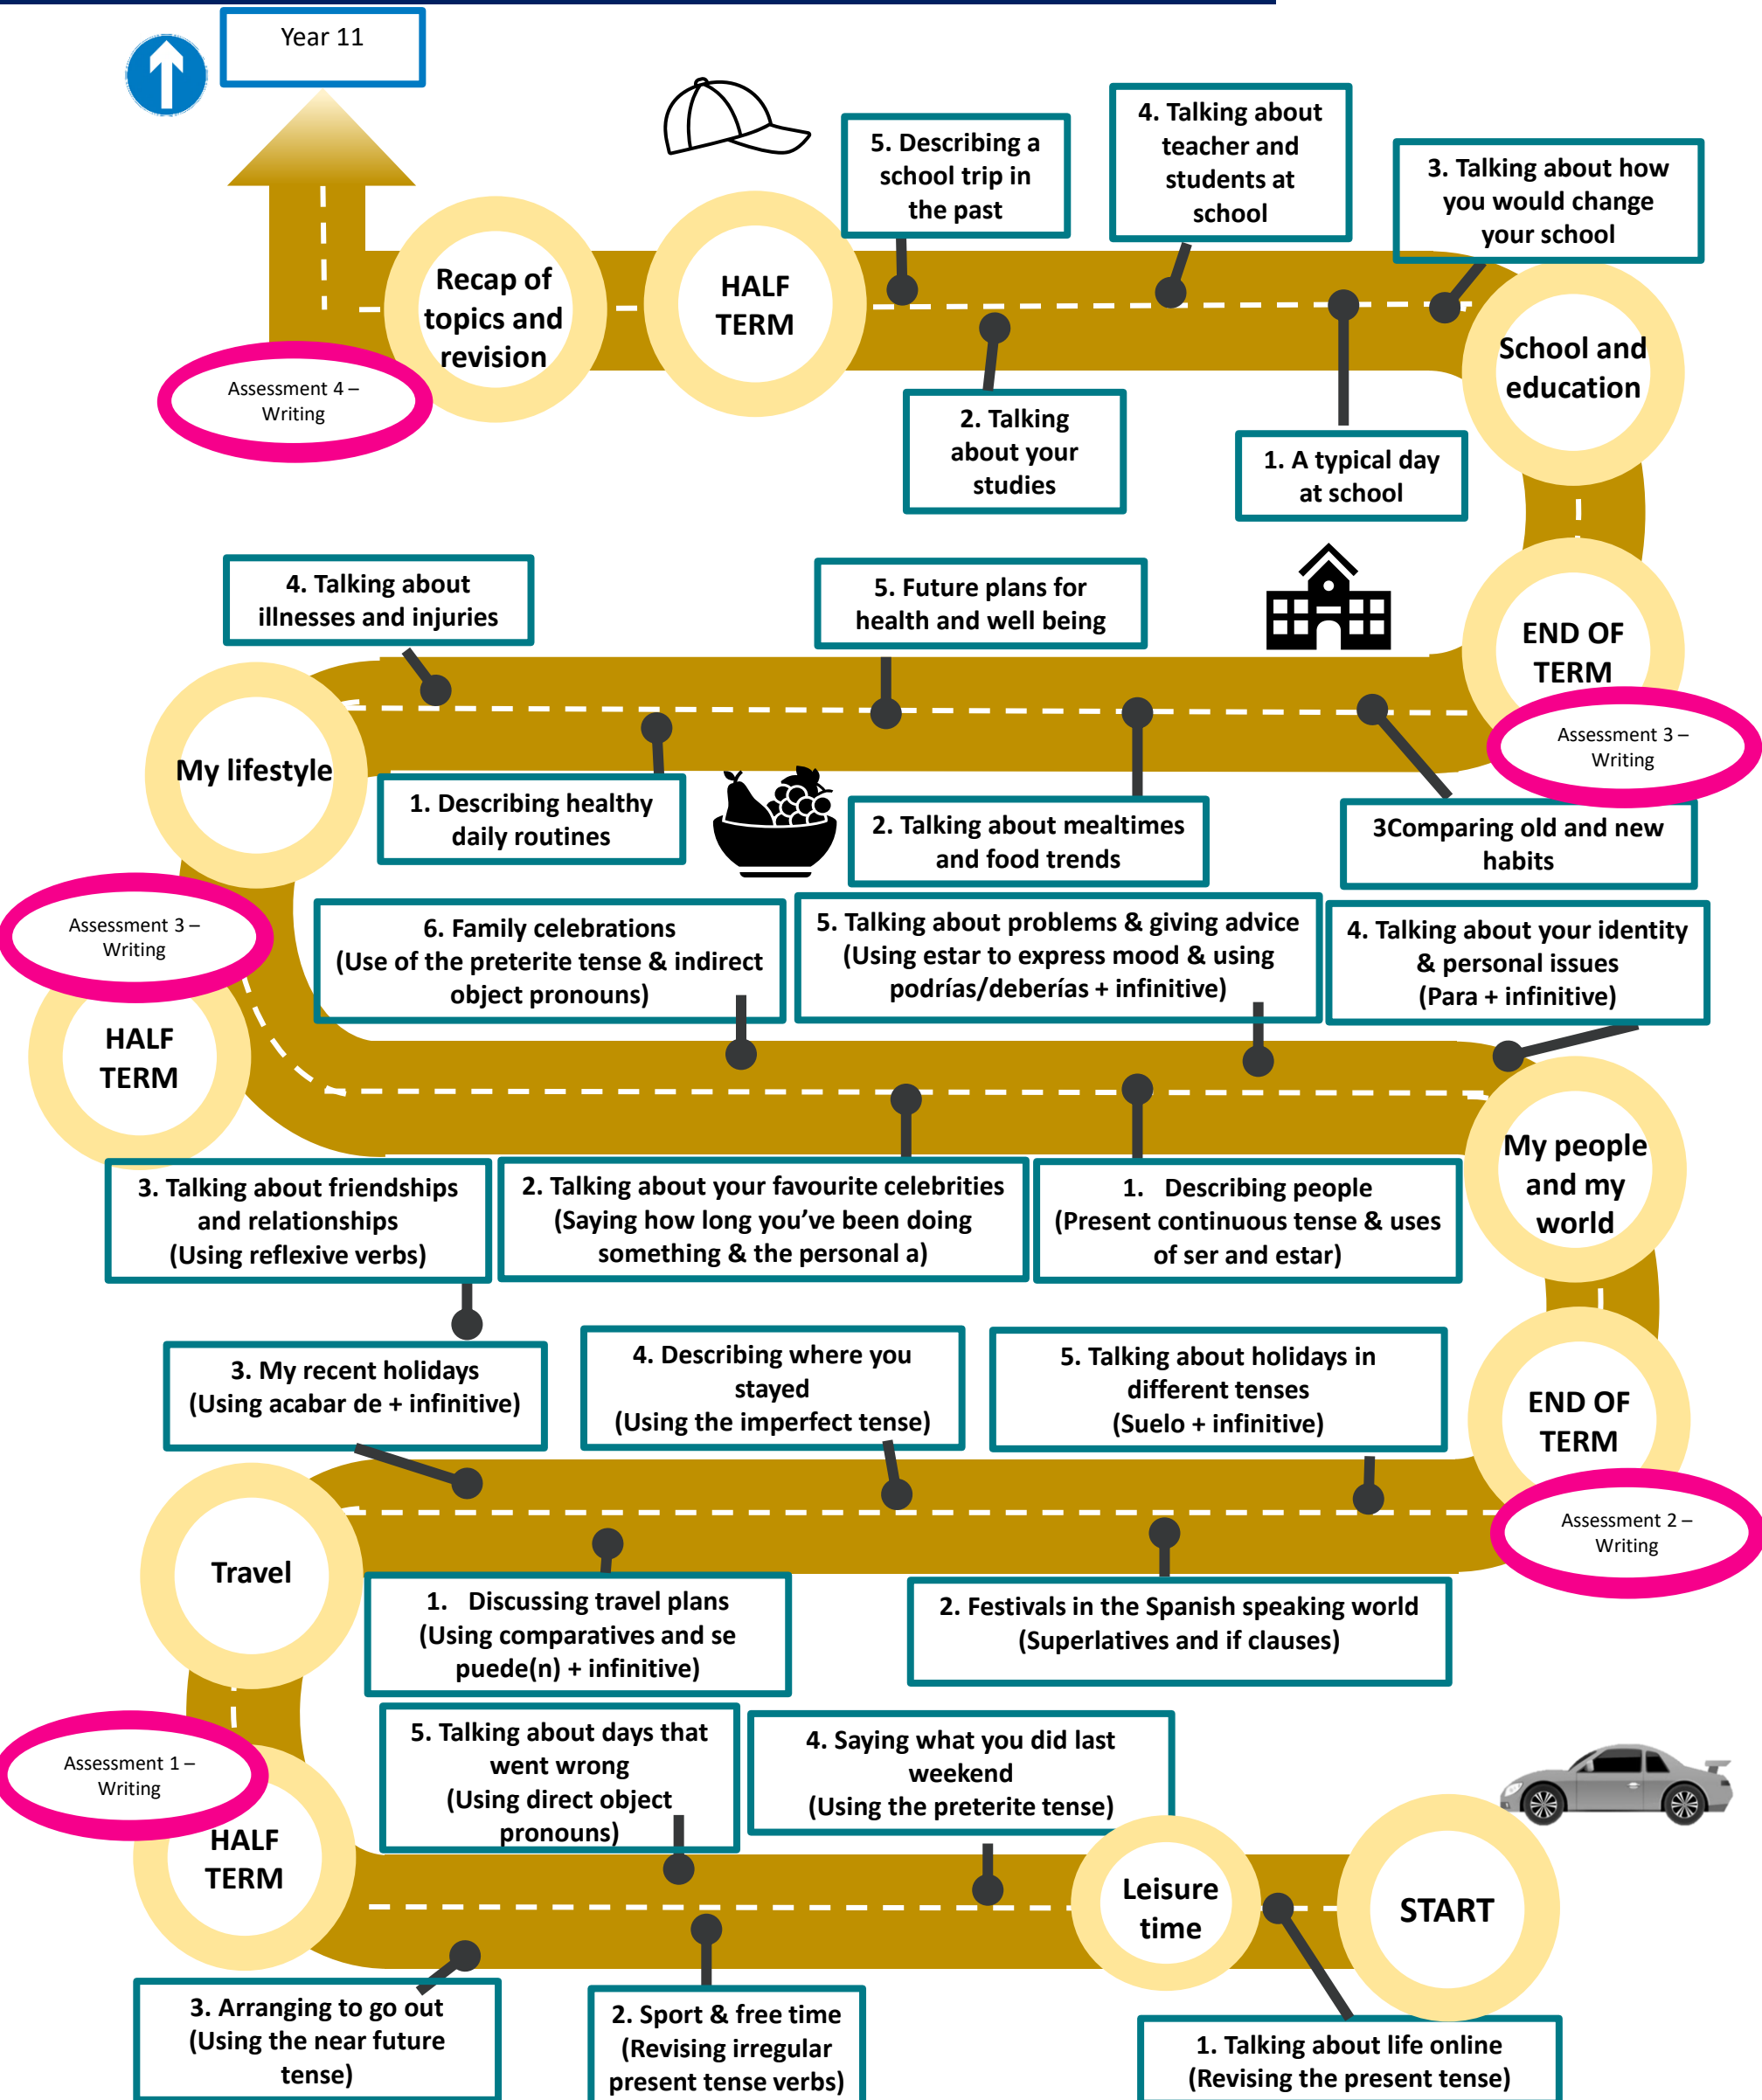 Year 11
5. Describing a
school trip in
the past
4. Talking about
teacher and
students at
school
3. Talking about how
you would change
your school
Recap of
topics and
revision
HALF
TERM
School and
education
Assessment 4 –
Writing
2. Talking
about your
studies
1. A typical day
at school
4. Talking about
illnesses and injuries
5. Future plans for
health and well being
END OF
TERM
Assessment 3 –
Writing
My lifestyle
1. Describing healthy
daily routines
2. Talking about mealtimes
and food trends
3Comparing old and new
habits
Assessment 3 –
Writing
HALF
TERM
6. Family celebrations
(Use of the preterite tense & indirect
object pronouns)
5. Talking about problems & giving advice
(Using estar to express mood & using
podrías/deberías + infinitive)
4. Talking about your identity
& personal issues
(Para + infinitive)
My people
and my
world
3. Talking about friendships
and relationships
(Using reflexive verbs)
2. Talking about your favourite celebrities
(Saying how long you've been doing
something & the personal a)
1. Describing people
(Present continuous tense & uses
of ser and estar)
3. My recent holidays
(Using acabar de + infinitive)
4. Describing where you
stayed
(Using the imperfect tense)
5. Talking about holidays in
different tenses
(Suelo + infinitive)
END OF
TERM
Assessment 2 –
Writing
Travel
1. Discussing travel plans
(Using comparatives and se
puede(n) + infinitive)
2. Festivals in the Spanish speaking world
(Superlatives and if clauses)
Assessment 1 –
Writing
HALF
TERM
5. Talking about days that
went wrong
(Using direct object
pronouns)
4. Saying what you did last
weekend
(Using the preterite tense)
Leisure
time
START
3. Arranging to go out
(Using the near future
tense)
2. Sport & free time
(Revising irregular
present tense verbs)
1. Talking about life online
(Revising the present tense)